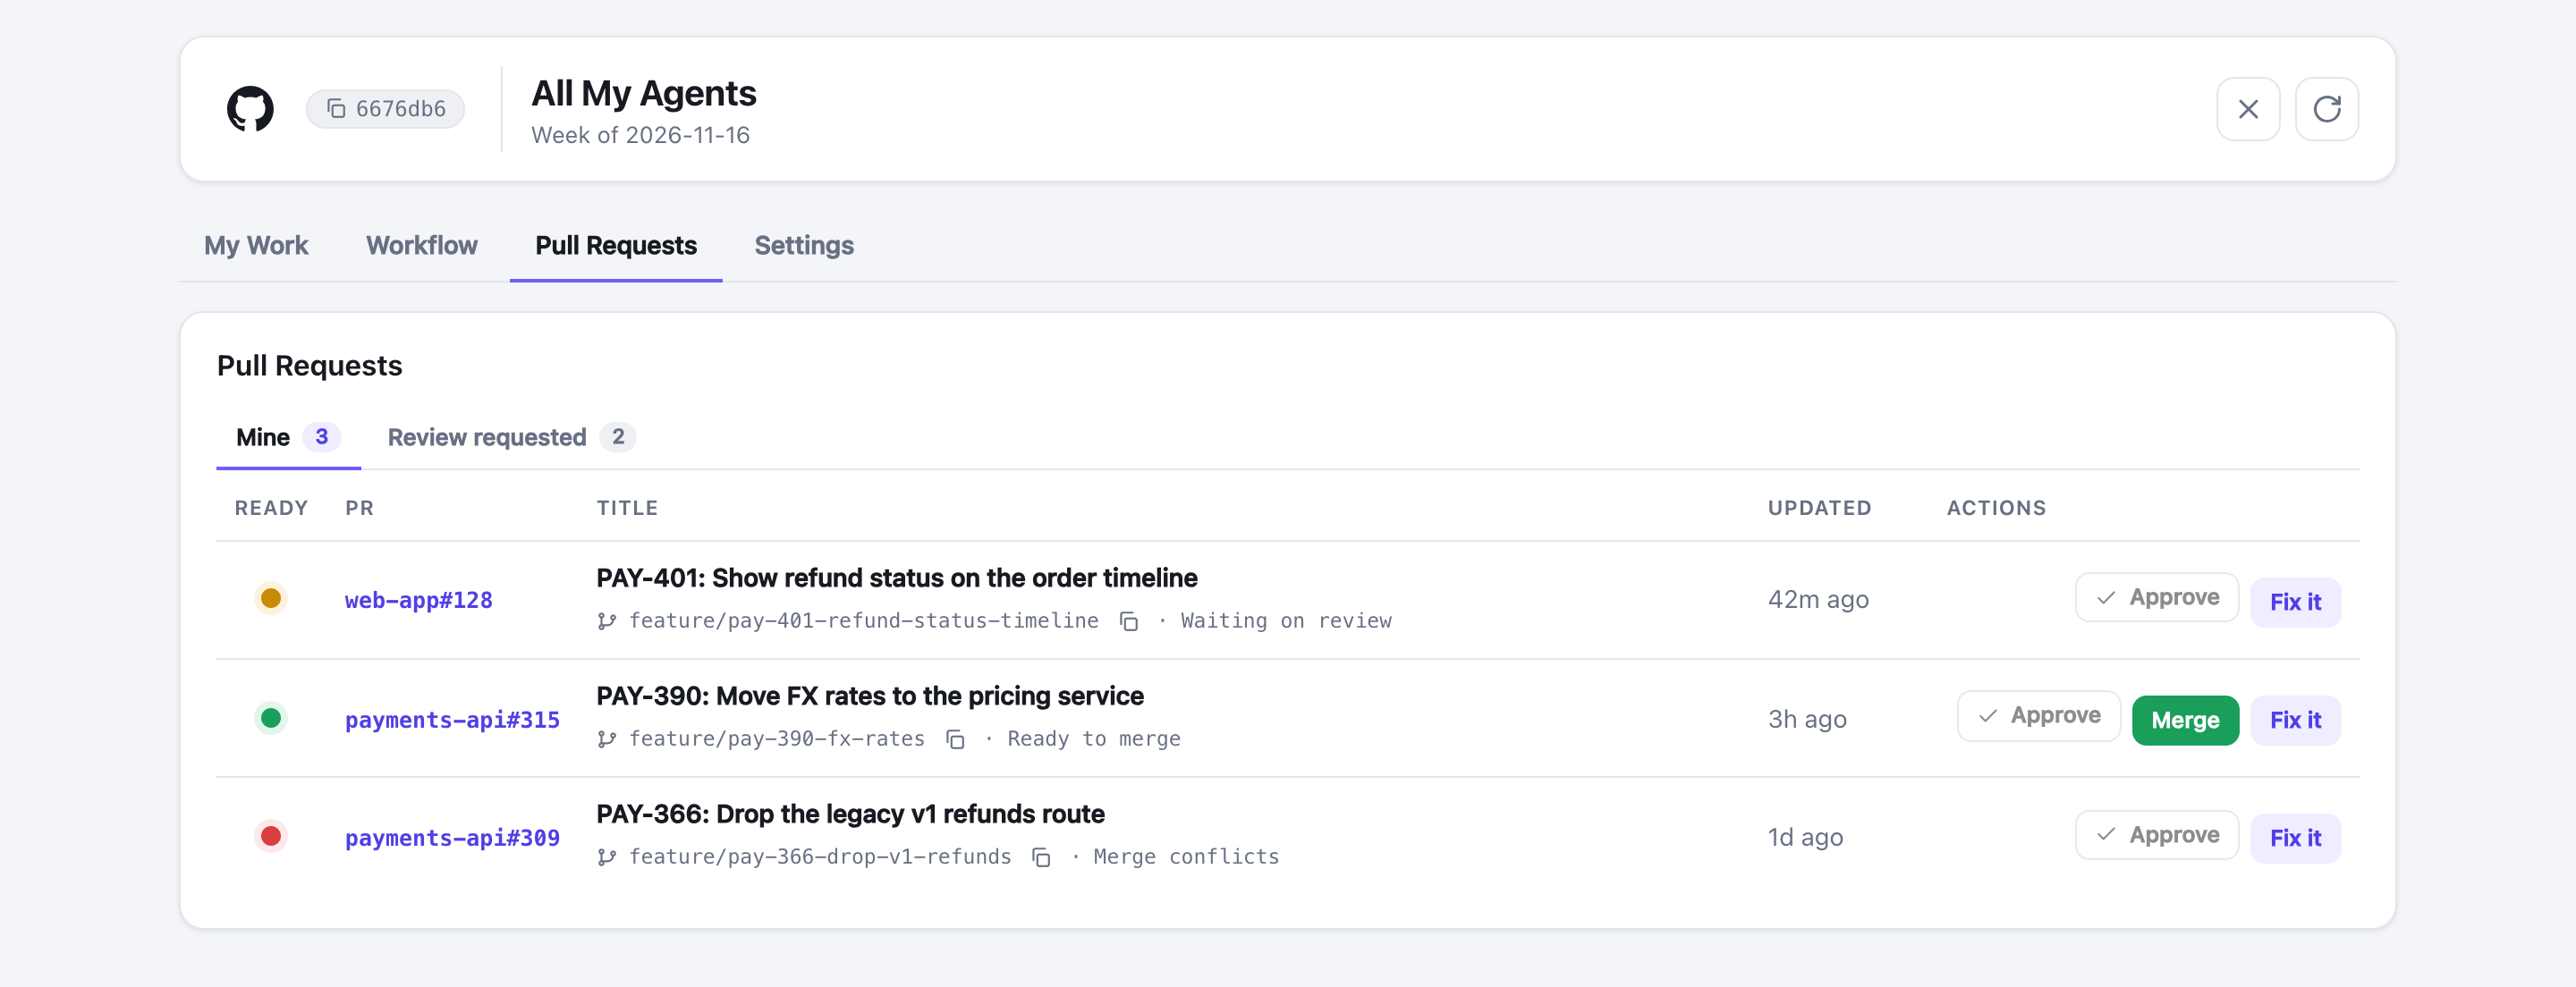 6676db6
All My Agents
Week of 2026-11-16
My Work Workflow Pull Requests Settings
Pull Requests
Mine 3 Review requested 2
READY PR TITLE UPDATED ACTIONS
PAY-401: Show refund status on the order timeline
web-app#128 42m ago Approve Fix it
feature/pay-401-refund-status-timeline · Waiting on review
PAY-390: Move FX rates to the pricing service
payments-api#315 3h ago Approve Merge Fix it
feature/pay-390-fx-rates · Ready to merge
PAY-366: Drop the legacy v1 refunds route
payments-api#309 1d ago Approve Fix it
feature/pay-366-drop-v1-refunds · Merge conflicts